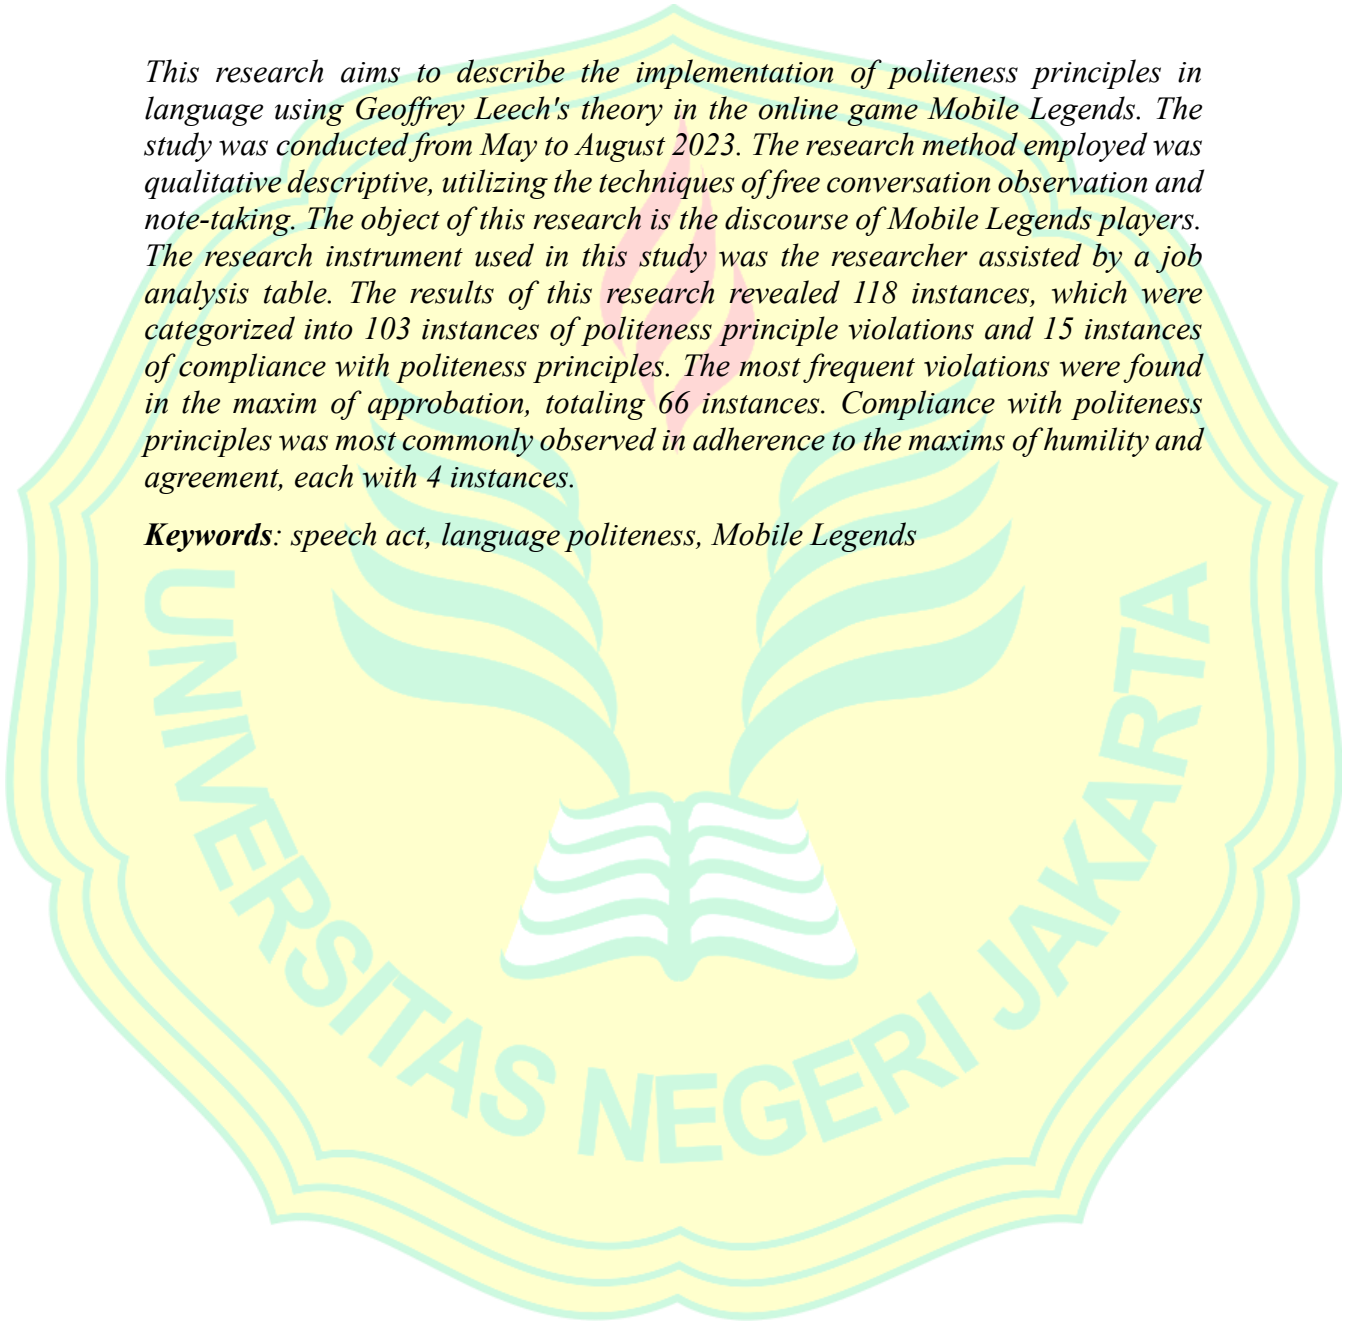 This research aims to describe the implementation of politeness principles in
language using Geoffrey Leech's theory in the online game Mobile Legends. The
study was conducted from May to August 2023. The research method employed was
qualitative descriptive, utilizing the techniques of free conversation observation and
note-taking. The object of this research is the discourse of Mobile Legends players.
The research instrument used in this study was the researcher assisted by a job
analysis table. The results of this research revealed 118 instances, which were
categorized into 103 instances of politeness principle violations and 15 instances
of compliance with politeness principles. The most frequent violations were found
in the maxim of approbation, totaling 66 instances. Compliance with politeness
principles was most commonly observed in adherence to the maxims of humility and
agreement, each with 4 instances.
Keywords: speech act, language politeness, Mobile Legends
UNIVERSITAS NEGERI JAKARTA